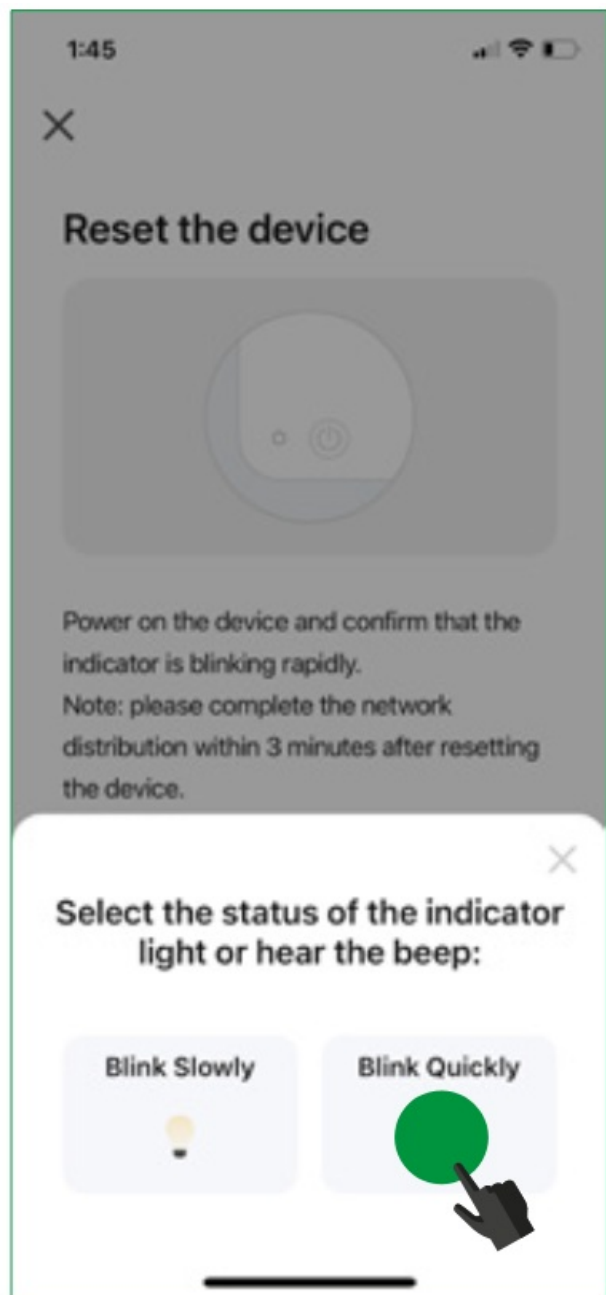 1:45
Reset the device
Power on the device and confirm that the
indicator is blinking rapidly.
Note: please complete the network
distribution within 3 minutes after resetting
the device.
Select the status of the indicator
light or hear the beep:
Blink Slowly
Blink Quickly